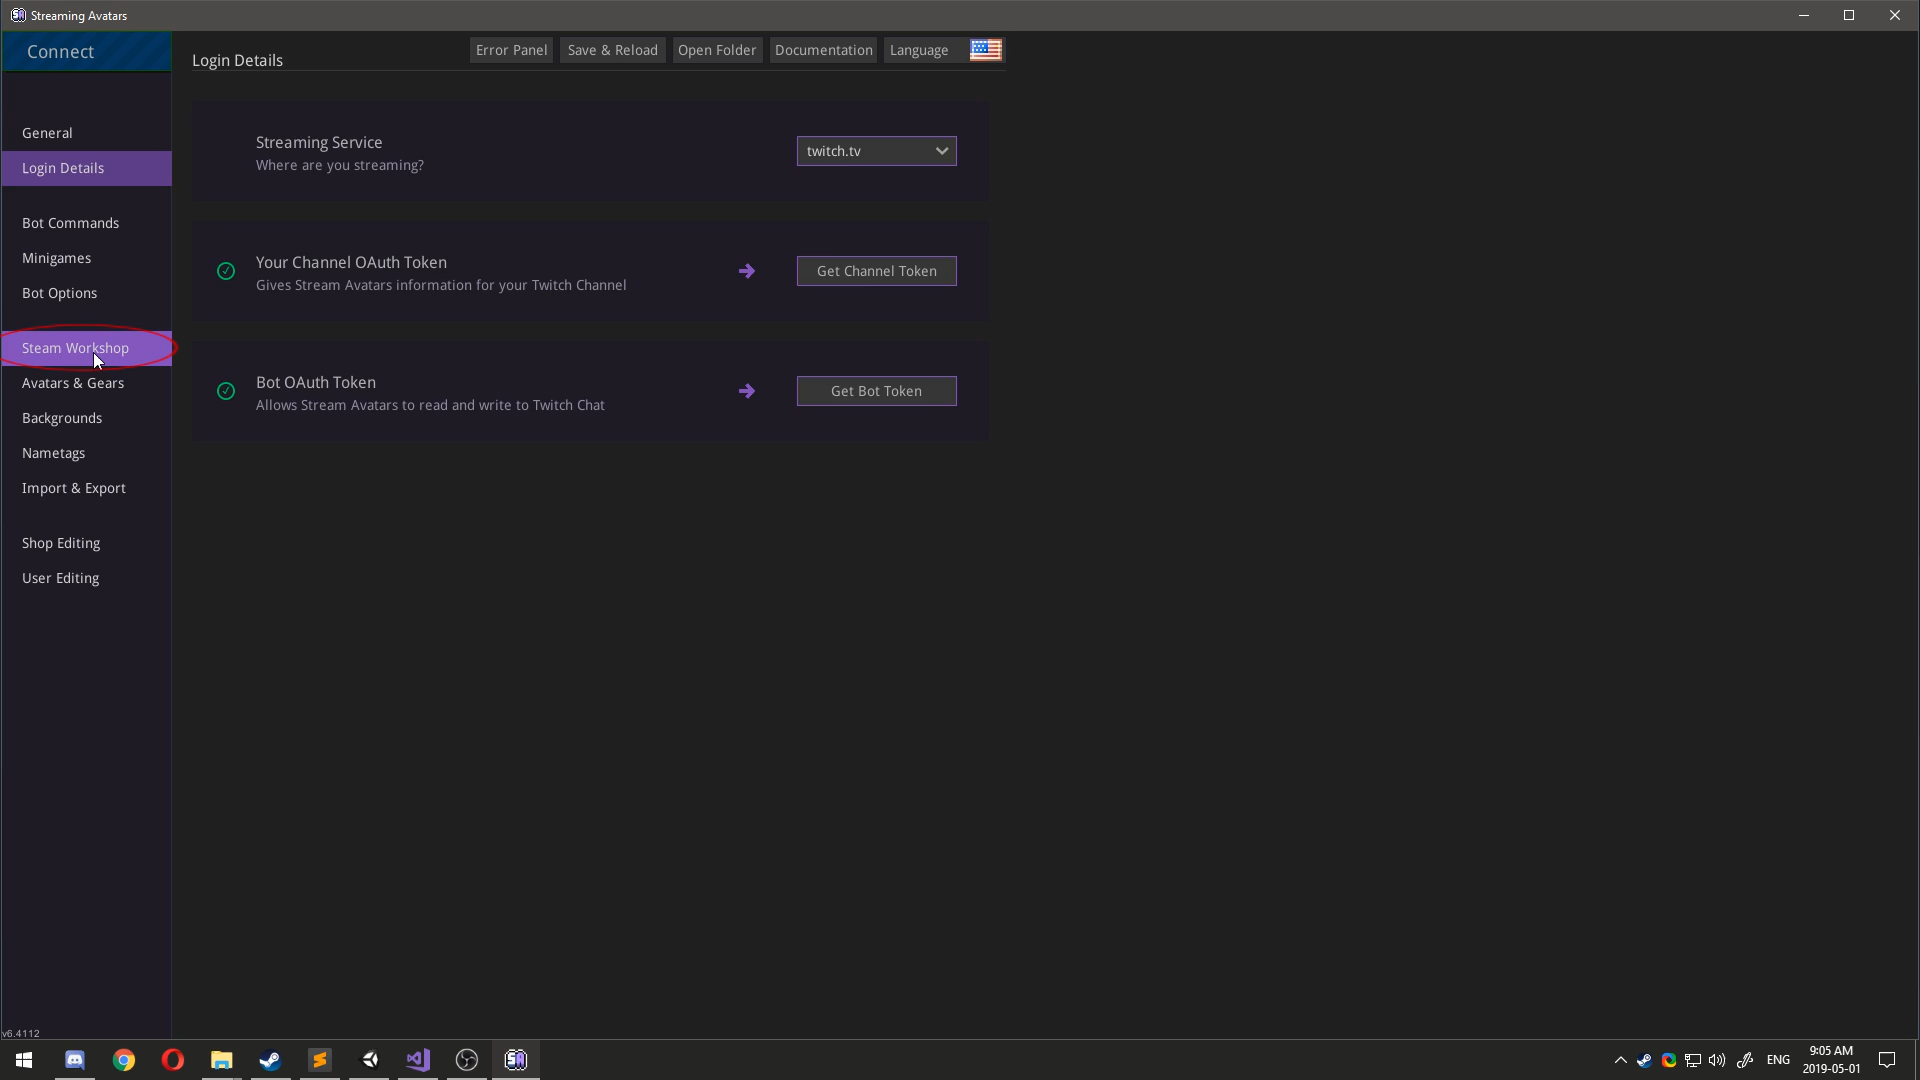 Streaming Avatars
Connect
Login Details
Error Panel
Save & Reload
Open Folder
Documentation
Language
General
Login Details
Bot Commands
Minigames
Bot Options
Steam Workshop
Avatars & Gears
Backgrounds
Nametags
Import & Export
Shop Editing
User Editing
Streaming Service
Where are you streaming?
twitch.tv
Your Channel OAuth Token
Gives Stream Avatars information for your Twitch Channel
Get Channel Token
Bot OAuth Token
Allows Stream Avatars to read and write to Twitch Chat
Get Bot Token
v6.4112
ENG
9:05 AM
2019-05-01